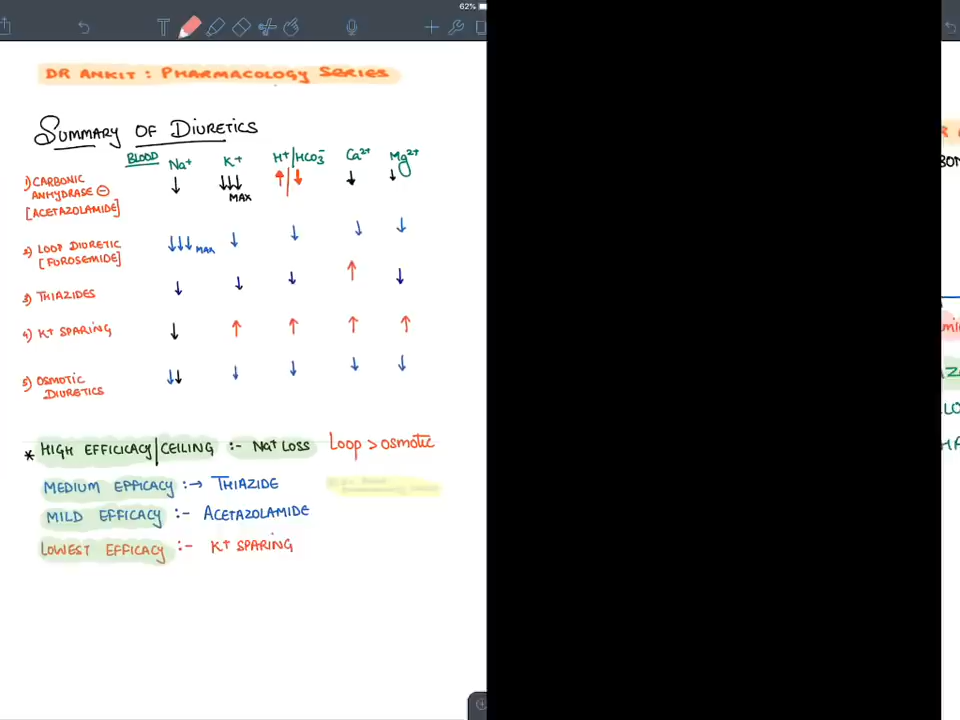 62%
DR ANKIT : PHARMACOLOGY SERIES
SUMMARY OF DIURETICS
BLOOD Na+ K+ H+/HCO3- Ca2+ Mg2+
1) CARBONIC ANHYDRASE ⊖ [ACETAZOLAMIDE] ↓ ↓↓↓ MAX ↑/↓ ↓ ↓
2) LOOP DIURETIC [FUROSEMIDE] ↓↓↓ MAX ↓ ↓ ↓ ↓
3) THIAZIDES ↓ ↓ ↓ ↑ ↓
4) K+ SPARING ↓ ↑ ↑ ↑ ↑
5) OSMOTIC DIURETICS ↓↓ ↓ ↓ ↓ ↓
* HIGH EFFICACY/CEILING :- Na+ LOSS LOOP > OSMOTIC
MEDIUM EFFICACY :→ THIAZIDE
MILD EFFICACY :- ACETAZOLAMIDE
LOWEST EFFICACY :- K+ SPARING